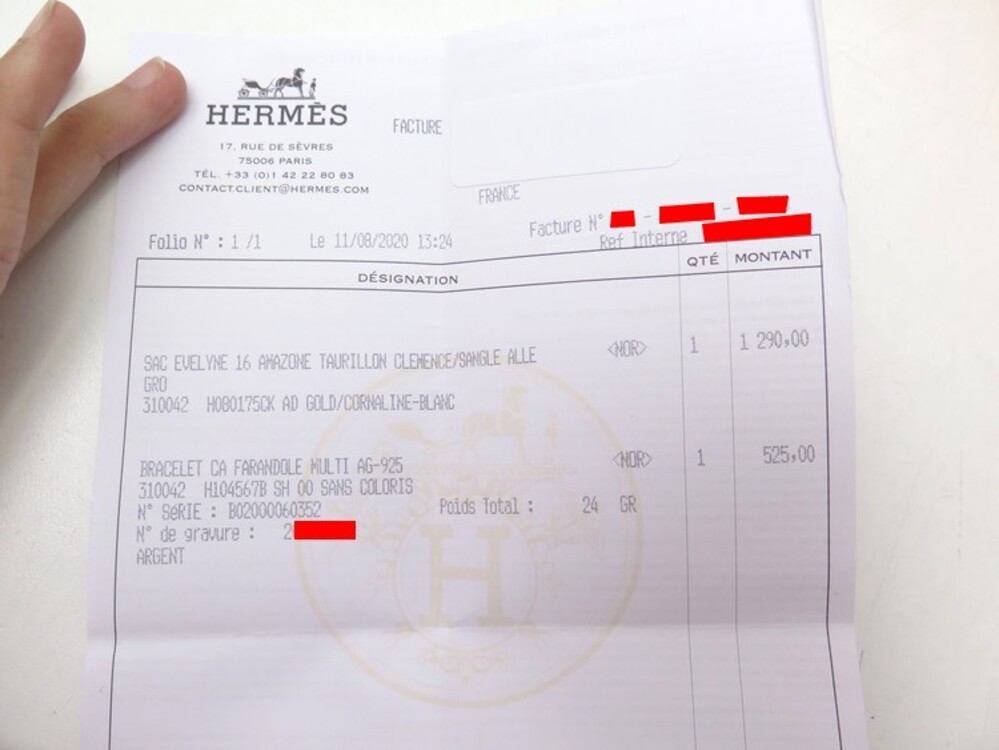 HERMÈS
17, RUE DE SÈVRES
75006 PARIS
TÉL. +33 (0)1 42 22 80 83
CONTACT.CLIENT@HERMES.COM
FACTURE
FRANCE
Facture N° - -
Ref Interne
Folio N° : 1 /1 Le 11/08/2020 13:24
DÉSIGNATION QTÉ MONTANT
SAC EVELYNE 16 AMAZONE TAURILLON CLEMENCE/SANGLE ALLE <NOR> 1 1 290,00
GRO
310042 H080175CK AD GOLD/CORNALINE-BLANC
BRACELET CA FARANDOLE MULTI AG-925 <NOR> 1 525,00
310042 H104567B SH 00 SANS COLORIS
N° SéRIE : B02000060352 Poids Total : 24 GR
N° de gravure : 2
ARGENT
H